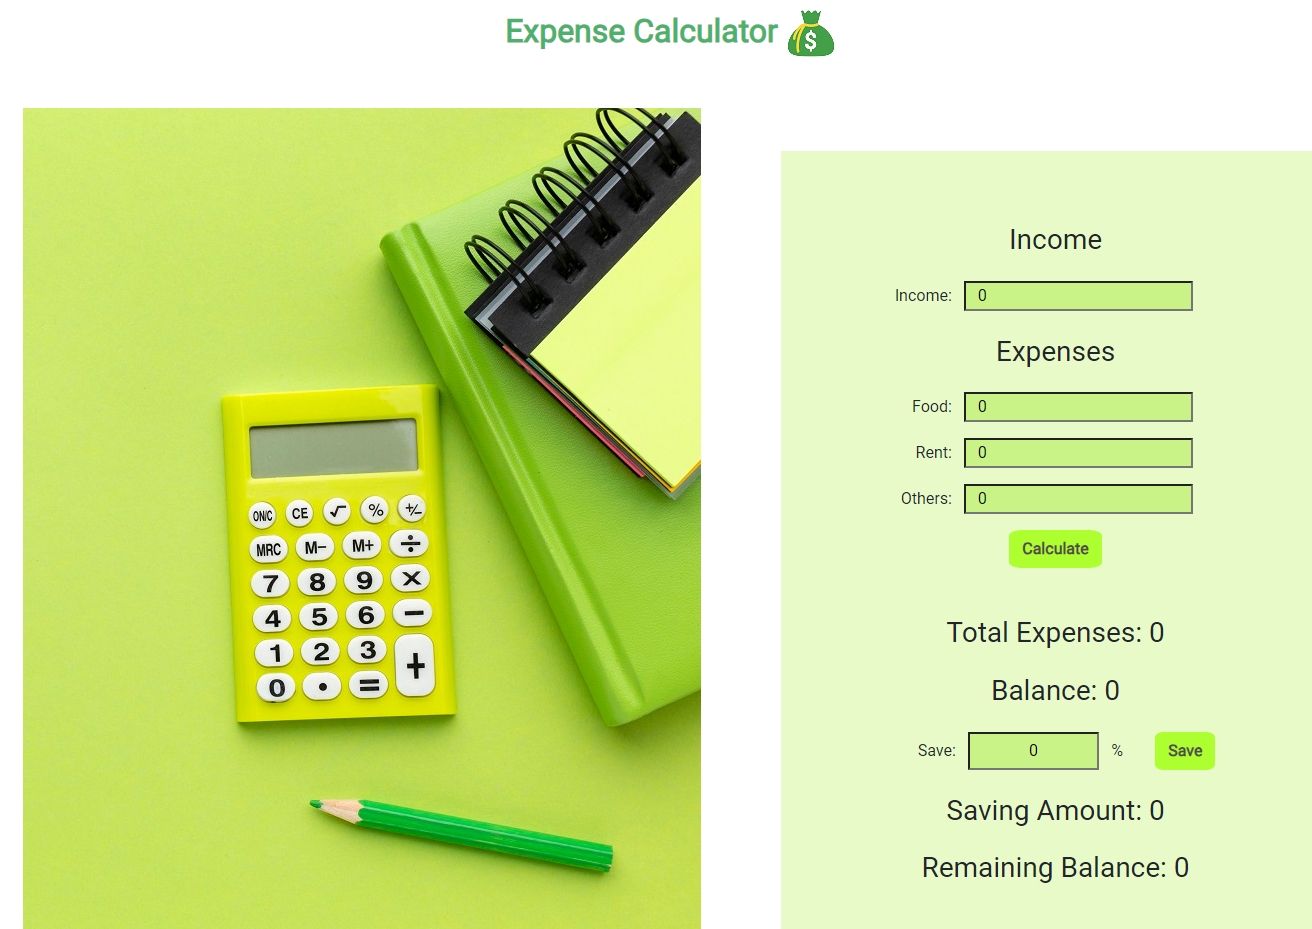 Expense Calculator
$
ON/C CE √ % +/−
MRC M− M+ ÷
7 8 9 ×
4 5 6 −
1 2 3 +
0 • =
Income
Income: 0
Expenses
Food: 0
Rent: 0
Others: 0
Calculate
Total Expenses: 0
Balance: 0
Save: 0 % Save
Saving Amount: 0
Remaining Balance: 0